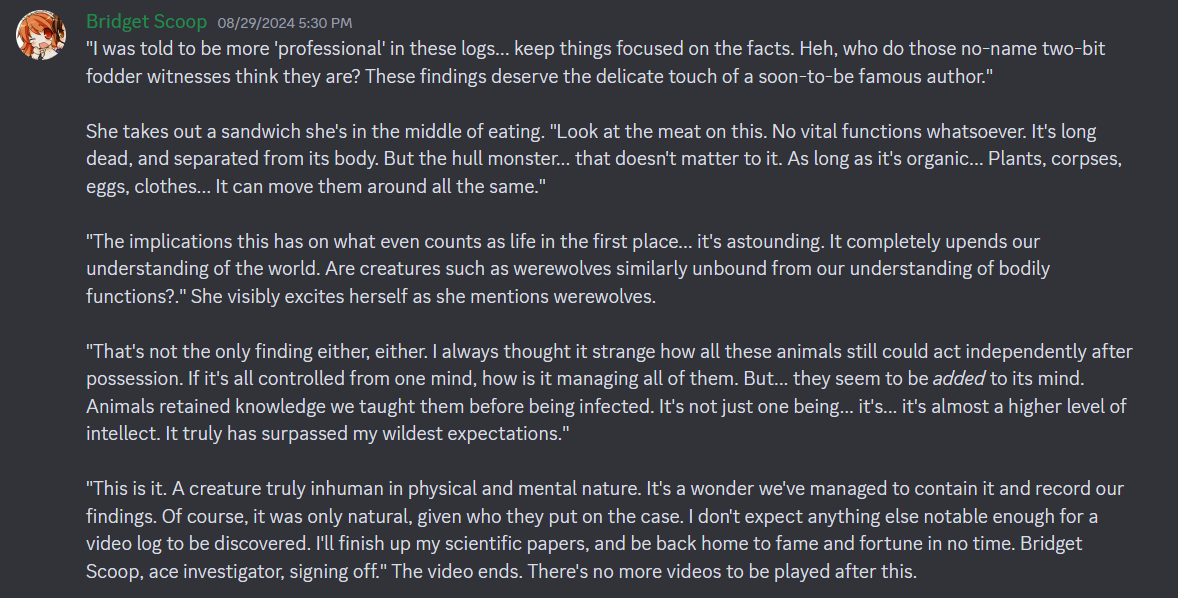 Bridget Scoop 08/29/2024 5:30 PM
"I was told to be more 'professional' in these logs... keep things focused on the facts. Heh, who do those no-name two-bit
fodder witnesses think they are? These findings deserve the delicate touch of a soon-to-be famous author."
She takes out a sandwich she's in the middle of eating. "Look at the meat on this. No vital functions whatsoever. It's long
dead, and separated from its body. But the hull monster... that doesn't matter to it. As long as it's organic... Plants, corpses,
eggs, clothes... It can move them around all the same."
"The implications this has on what even counts as life in the first place... it's astounding. It completely upends our
understanding of the world. Are creatures such as werewolves similarly unbound from our understanding of bodily
functions?." She visibly excites herself as she mentions werewolves.
"That's not the only finding either, either. I always thought it strange how all these animals still could act independently after
possession. If it's all controlled from one mind, how is it managing all of them. But... they seem to be added to its mind.
Animals retained knowledge we taught them before being infected. It's not just one being... it's... it's almost a higher level of
intellect. It truly has surpassed my wildest expectations."
"This is it. A creature truly inhuman in physical and mental nature. It's a wonder we've managed to contain it and record our
findings. Of course, it was only natural, given who they put on the case. I don't expect anything else notable enough for a
video log to be discovered. I'll finish up my scientific papers, and be back home to fame and fortune in no time. Bridget
Scoop, ace investigator, signing off." The video ends. There's no more videos to be played after this.